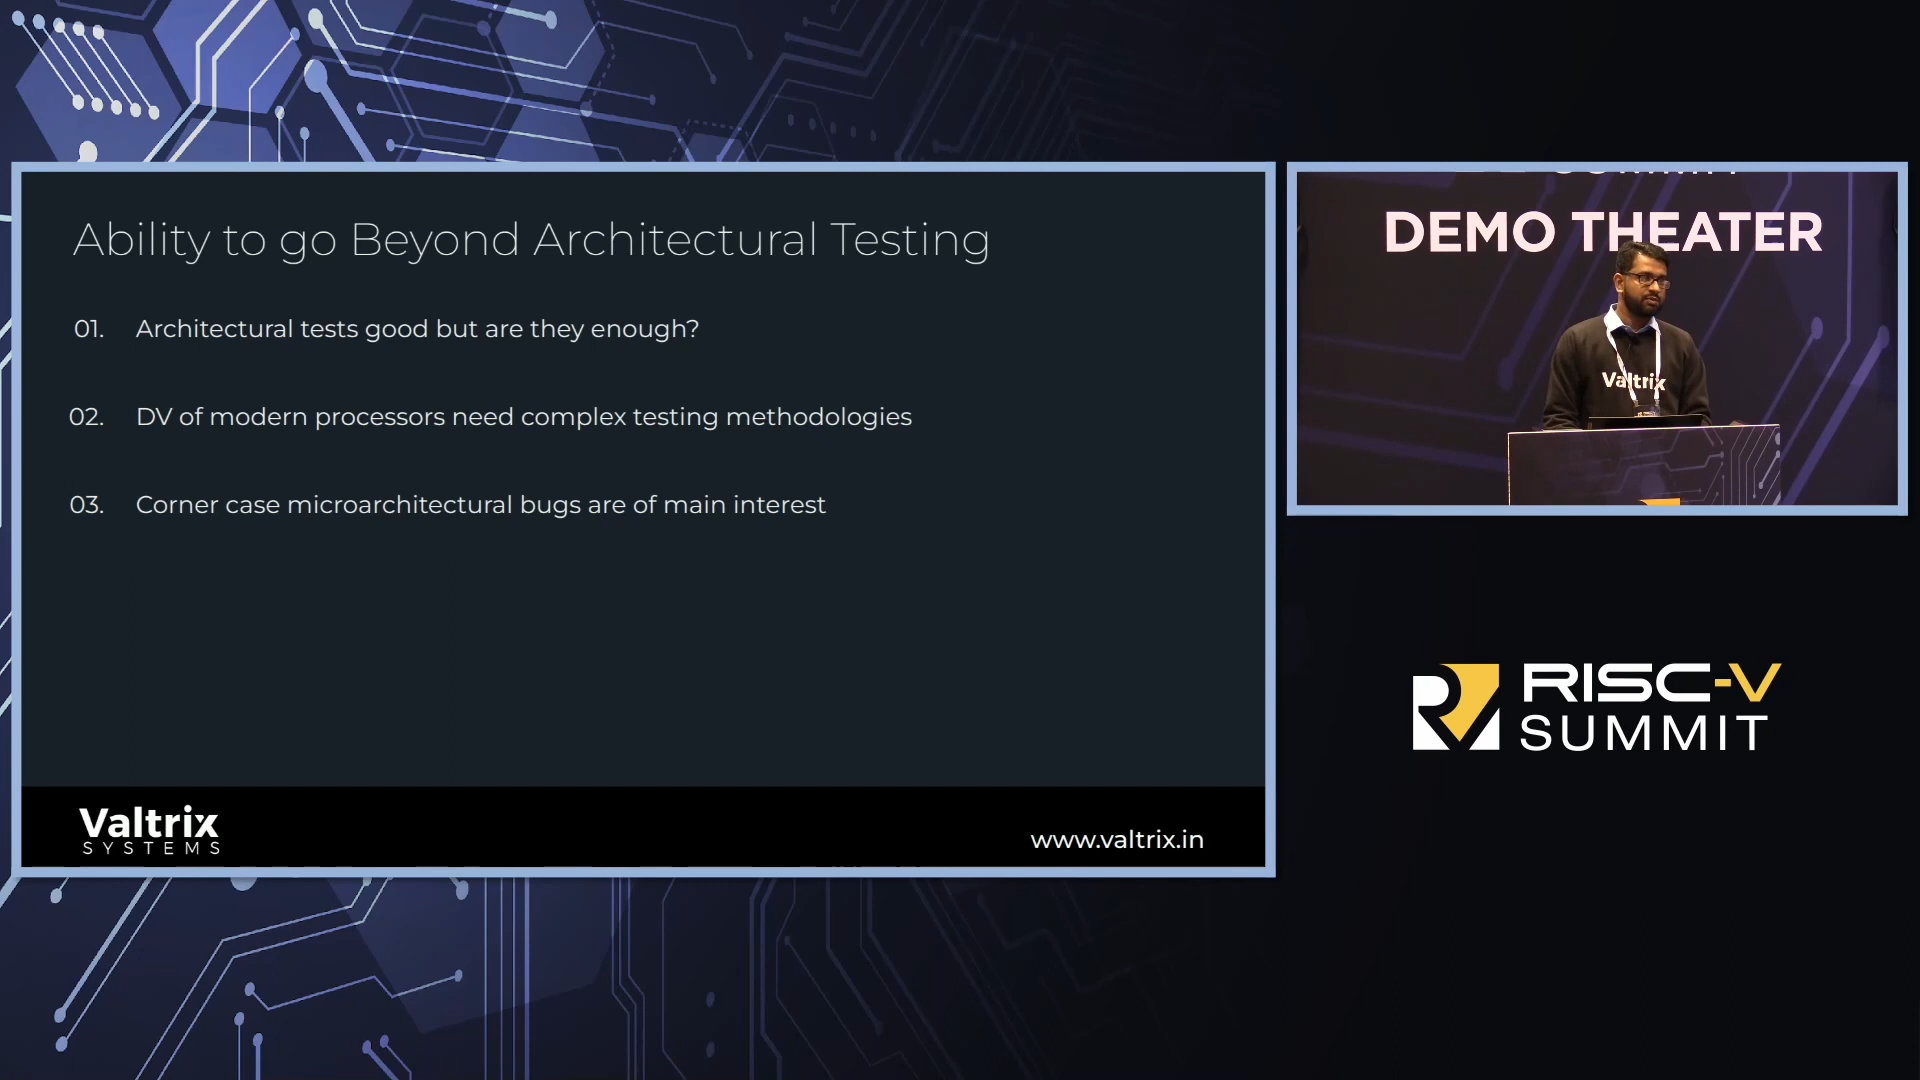 Ability to go Beyond Architectural Testing
01. Architectural tests good but are they enough?
02. DV of modern processors need complex testing methodologies
03. Corner case microarchitectural bugs are of main interest
Valtrix
SYSTEMS
www.valtrix.in
DEMO THEATER
Valtrix
RISC-V
SUMMIT